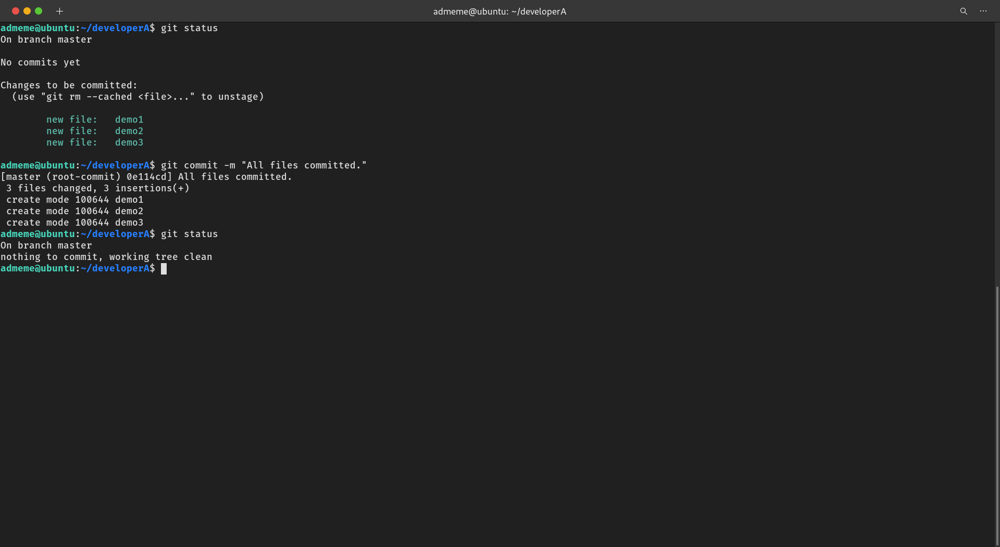 admeme@ubuntu: ~/developerA
admeme@ubuntu:~/developerA$ git status
On branch master
No commits yet
Changes to be committed:
  (use "git rm --cached <file>..." to unstage)
        new file:   demo1
        new file:   demo2
        new file:   demo3
admeme@ubuntu:~/developerA$ git commit -m "All files committed."
[master (root-commit) 0e114cd] All files committed.
 3 files changed, 3 insertions(+)
 create mode 100644 demo1
 create mode 100644 demo2
 create mode 100644 demo3
admeme@ubuntu:~/developerA$ git status
On branch master
nothing to commit, working tree clean
admeme@ubuntu:~/developerA$